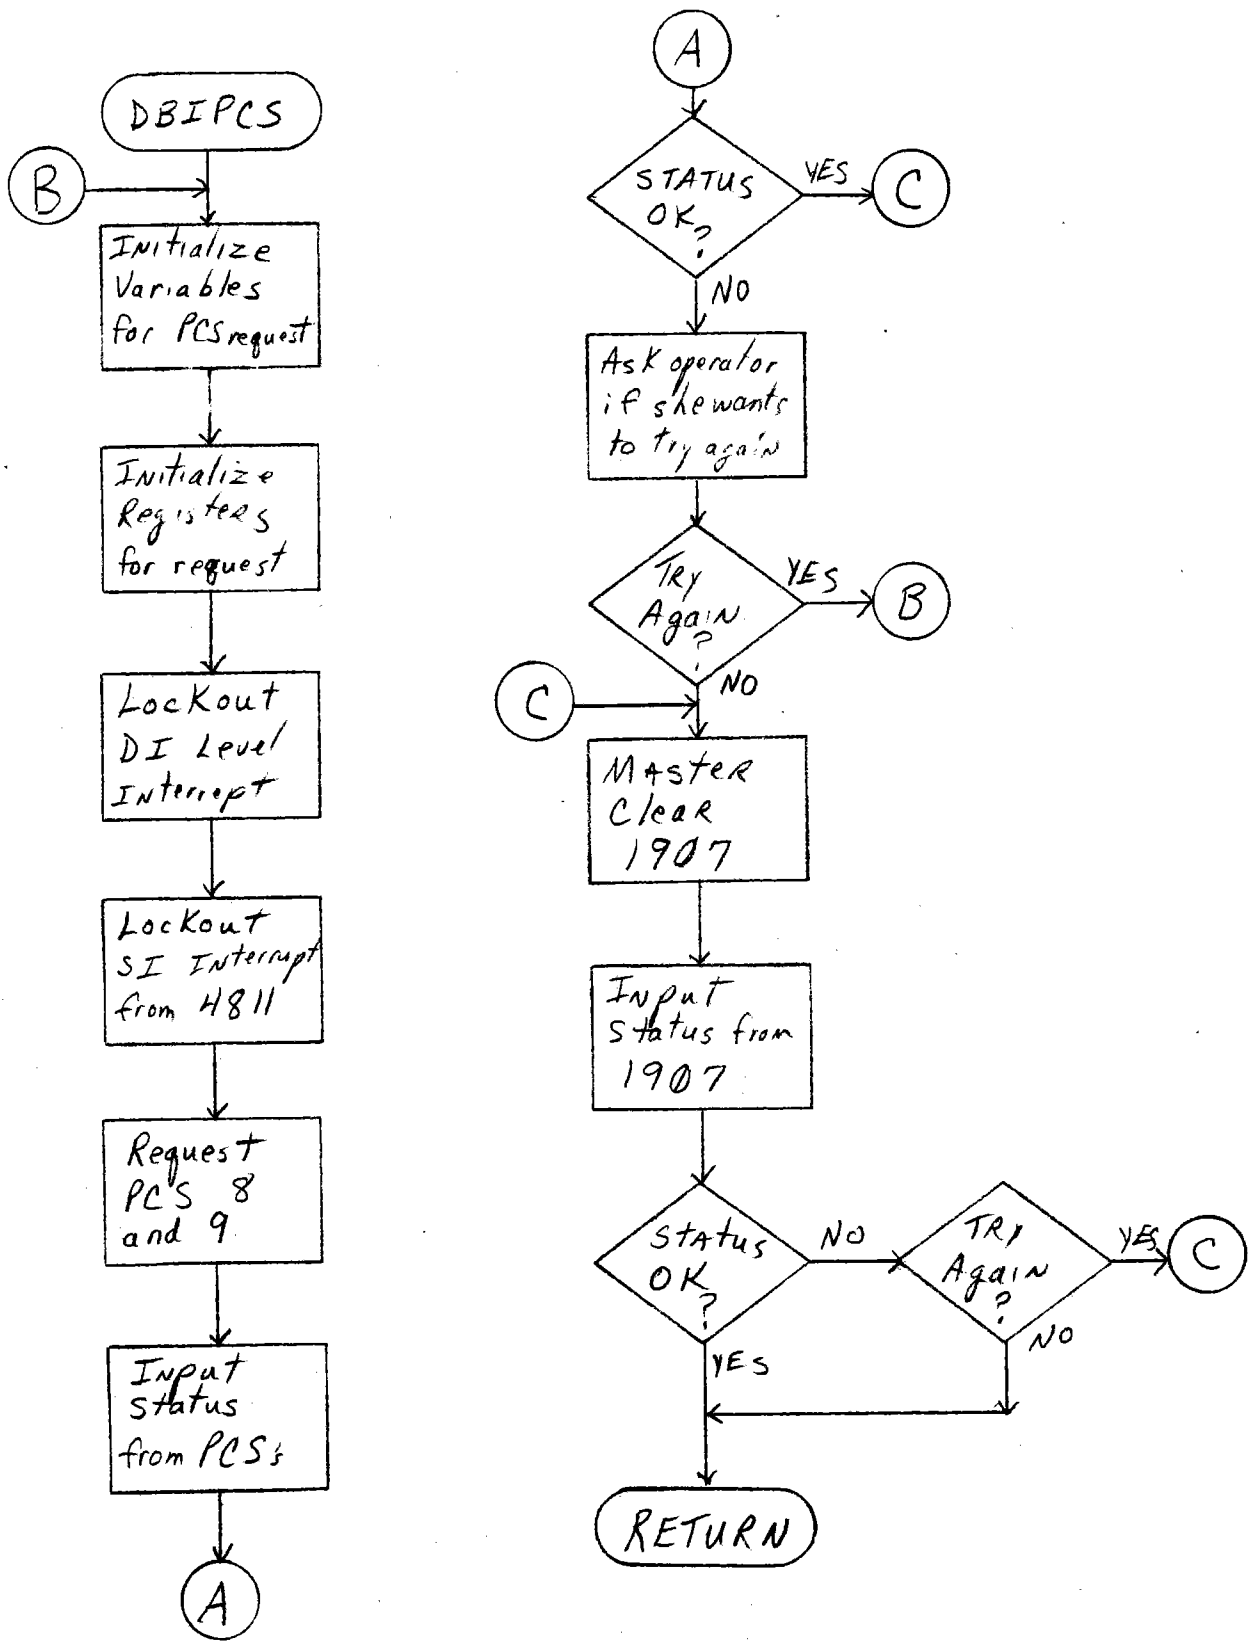 DBIPCS
B
Initialize
Variables
for PCS request
Initialize
Registers
for request
Lockout
DI Level
Interrept
Lockout
SI Interrupt
from 4811
Request
PCS 8
and 9
Input
Status
from PCS's
A
A
STATUS
OK
?
YES
C
NO
Ask operator
if she wants
to try again
TRY
Again
?
YES
B
C
NO
Master
Clear
1907
Input
Status from
1907
Status
OK
?
NO
TRY
Again
?
YES
C
NO
YES
RETURN